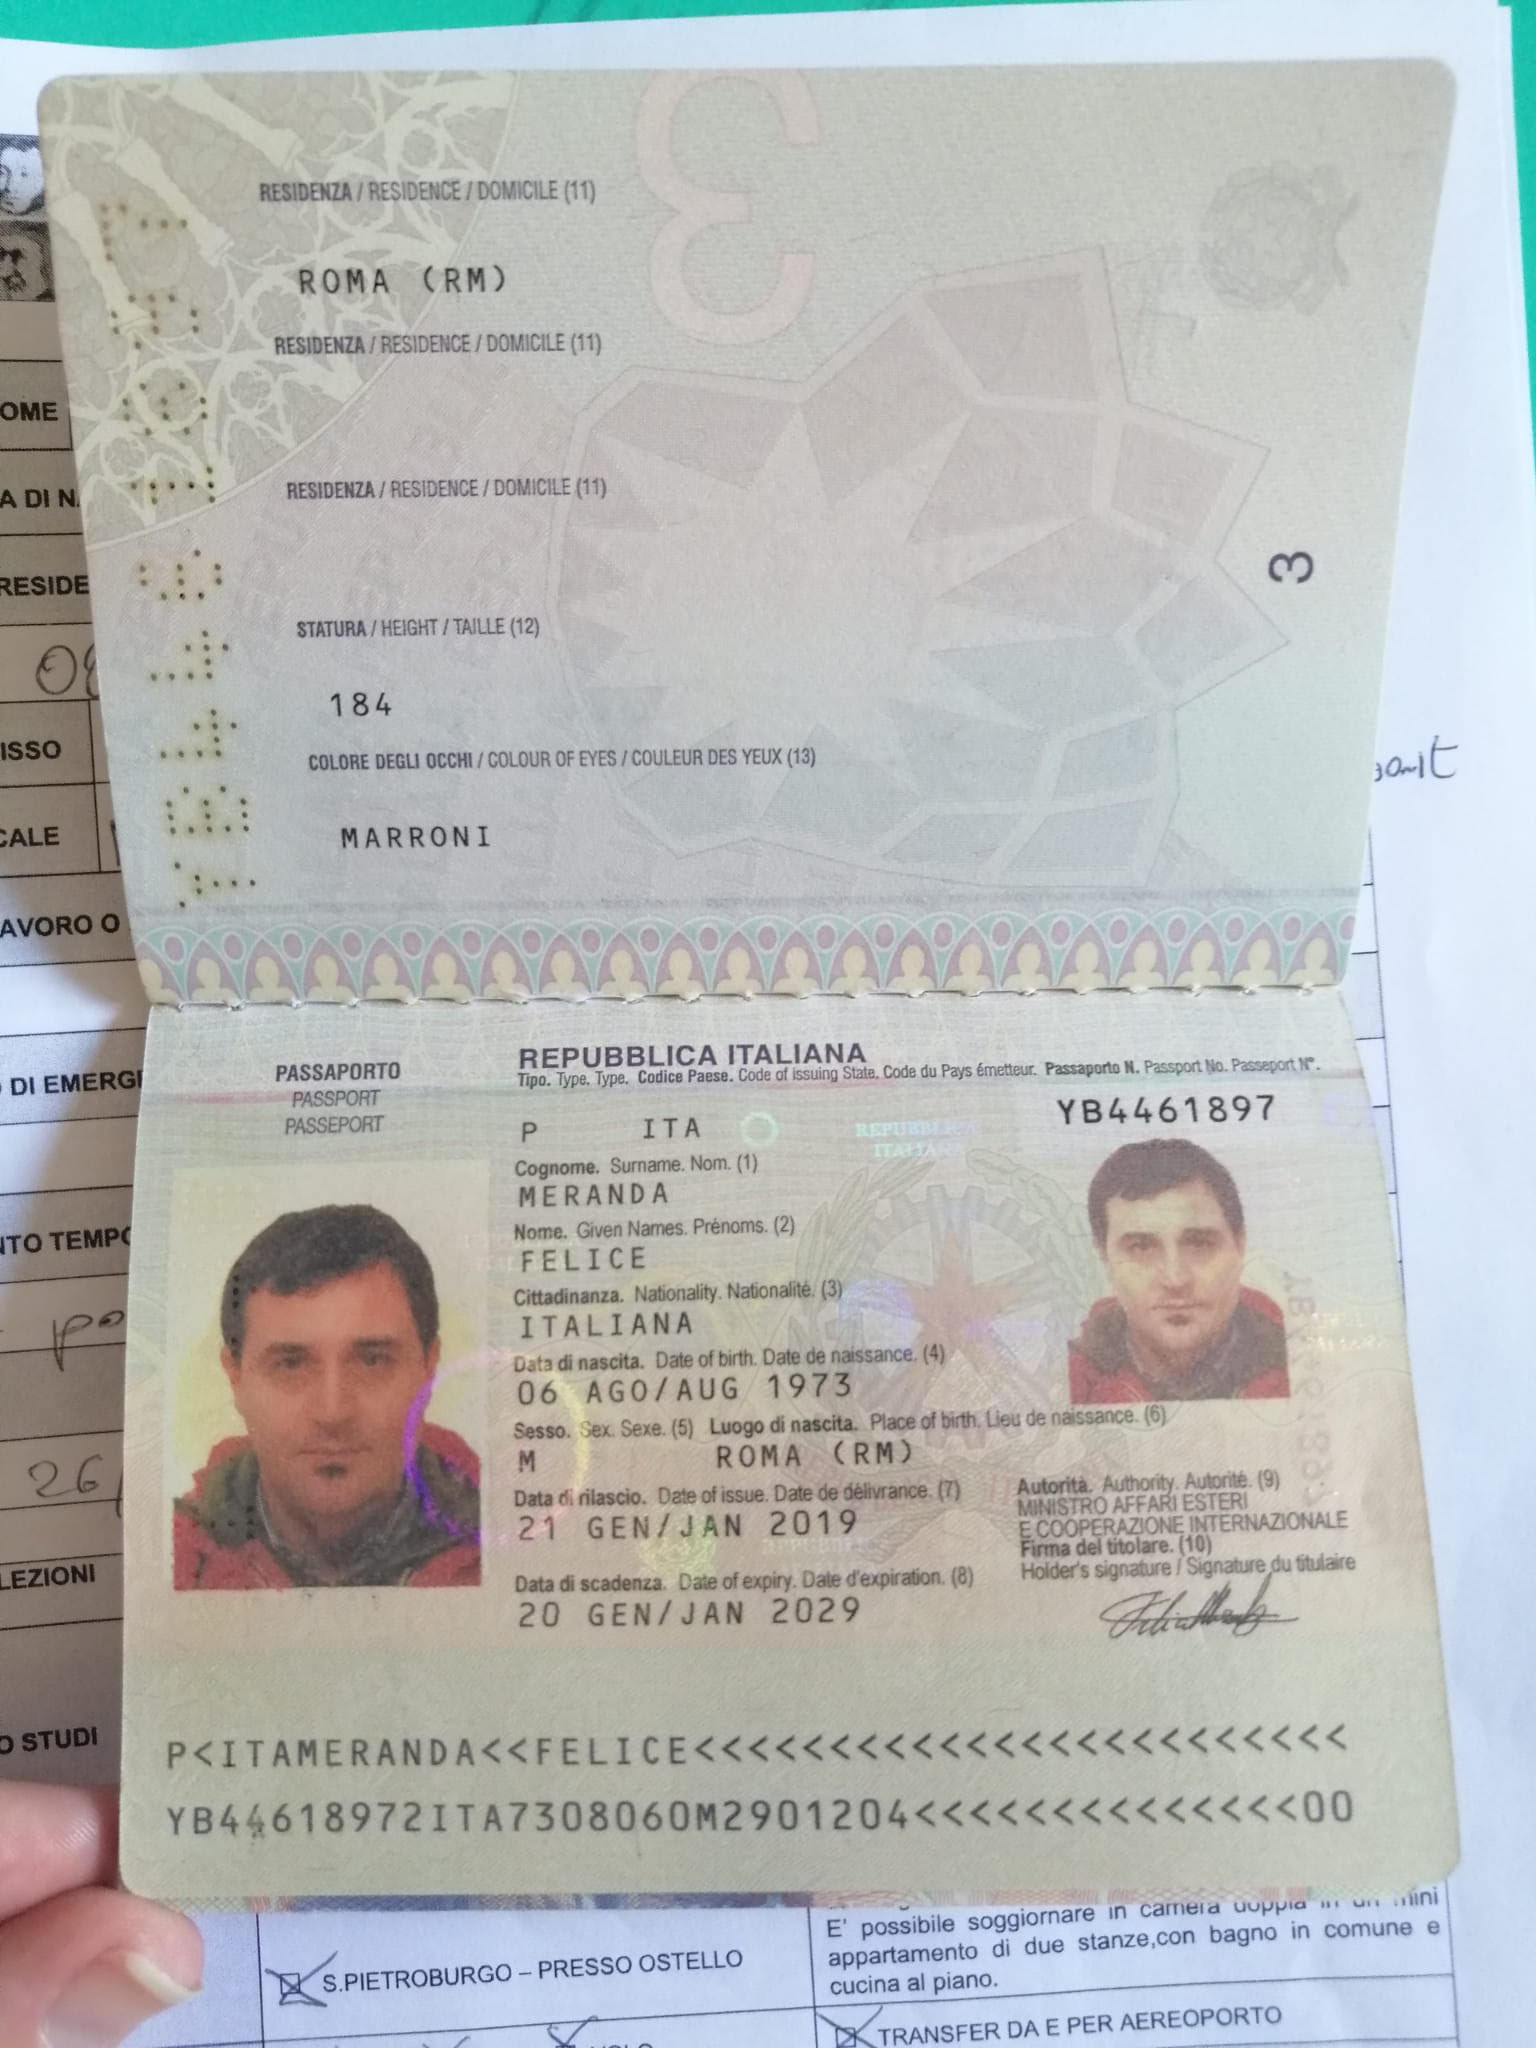 RESIDENZA / RESIDENCE / DOMICILE (11)
ROMA (RM)
RESIDENZA / RESIDENCE / DOMICILE (11)
RESIDENZA / RESIDENCE / DOMICILE (11)
3
3
STATURA / HEIGHT / TAILLE (12)
184
COLORE DEGLI OCCHI / COLOUR OF EYES / COULEUR DES YEUX (13)
MARRONI
OME
A DI N
RESIDE
ISSO
CALE
AVORO O
DI EMERG
NTO TEMPO
26
LEZIONI
O STUDI
PASSAPORTO
PASSPORT
PASSEPORT
REPUBBLICA ITALIANA
Tipo. Type. Type. Codice Paese. Code of issuing State. Code du Pays émetteur. Passaporto N. Passport No. Passeport N°.
P ITA YB4461897
REPUBBLICA
ITALIANA
Cognome. Surname. Nom. (1)
MERANDA
Nome. Given Names. Prénoms. (2)
FELICE
Cittadinanza. Nationality. Nationalité. (3)
ITALIANA
Data di nascita. Date of birth. Date de naissance. (4)
06 AGO/AUG 1973
Sesso. Sex. Sexe. (5) Luogo di nascita. Place of birth. Lieu de naissance. (6)
M ROMA (RM)
Data di rilascio. Date of issue. Date de délivrance. (7)
21 GEN/JAN 2019
Data di scadenza. Date of expiry. Date d'expiration. (8)
20 GEN/JAN 2029
Autorità. Authority. Autorité. (9)
MINISTRO AFFARI ESTERI
E COOPERAZIONE INTERNAZIONALE
Firma del titolare. (10)
Holder's signature / Signature du titulaire
P<ITAMERANDA<<FELICE<<<<<<<<<<<<<<<<<<<<<<<<
YB44618972ITA7308060M2901204<<<<<<<<<<<<<<00
S.PIETROBURGO – PRESSO OSTELLO
camera doppia in un mini
E' possibile soggiornare in
appartamento di due stanze,con bagno in comune e
cucina al piano.
TRANSFER DA E PER AEREOPORTO